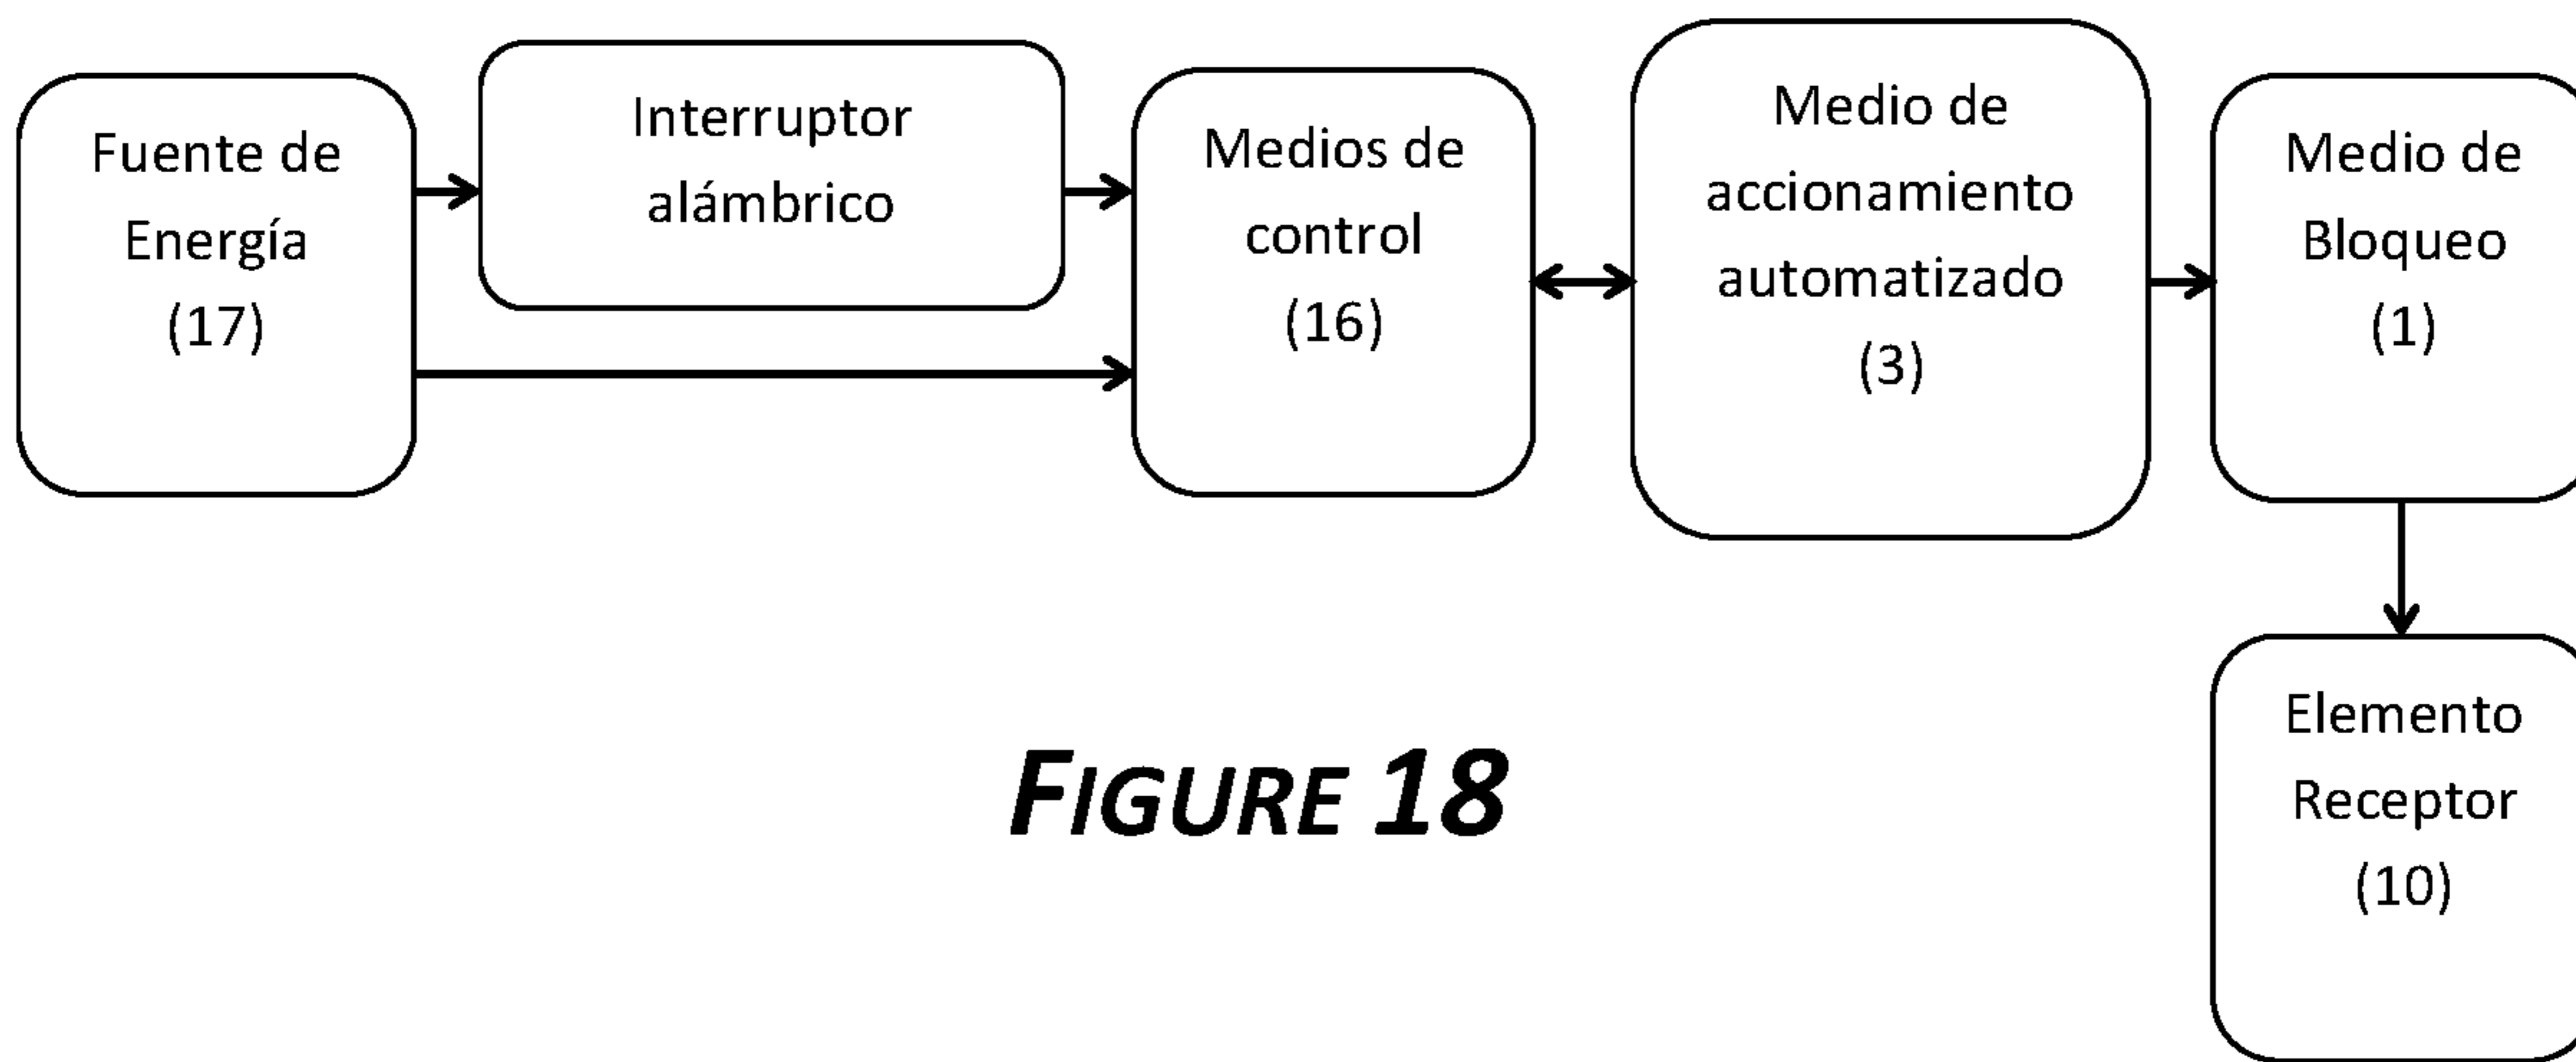 Fuente de
Energía
(17)
Interruptor
alámbrico
Medios de
control
(16)
Medio de
accionamiento
automatizado
(3)
Medio de
Bloqueo
(1)
Elemento
Receptor
(10)
FIGURE 18